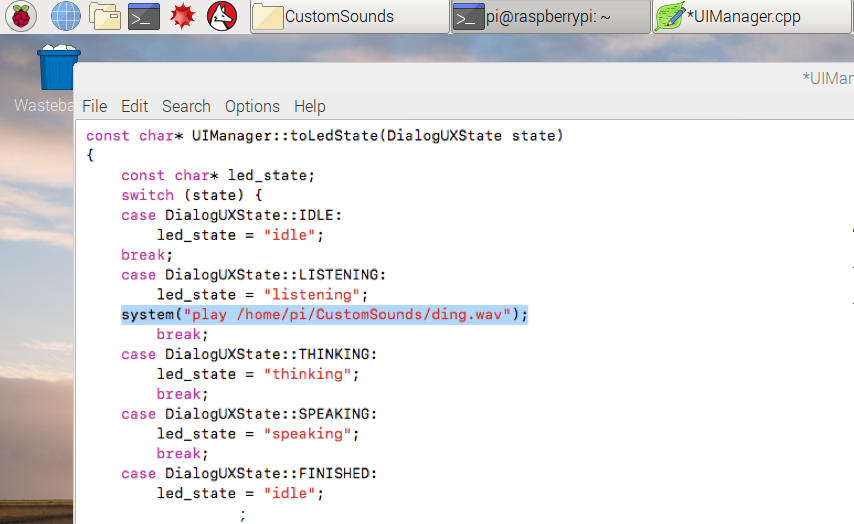 CustomSounds
pi@raspberrypi: ~
*UIManager.cpp
Wasteba
*UIMan
File Edit Search Options Help
const char* UIManager::toLedState(DialogUXState state)
{
    const char* led_state;
    switch (state) {
    case DialogUXState::IDLE:
        led_state = "idle";
    break;
    case DialogUXState::LISTENING:
        led_state = "listening";
    system("play /home/pi/CustomSounds/ding.wav");
        break;
    case DialogUXState::THINKING:
        led_state = "thinking";
        break;
    case DialogUXState::SPEAKING:
        led_state = "speaking";
        break;
    case DialogUXState::FINISHED:
        led_state = "idle";
                  ;